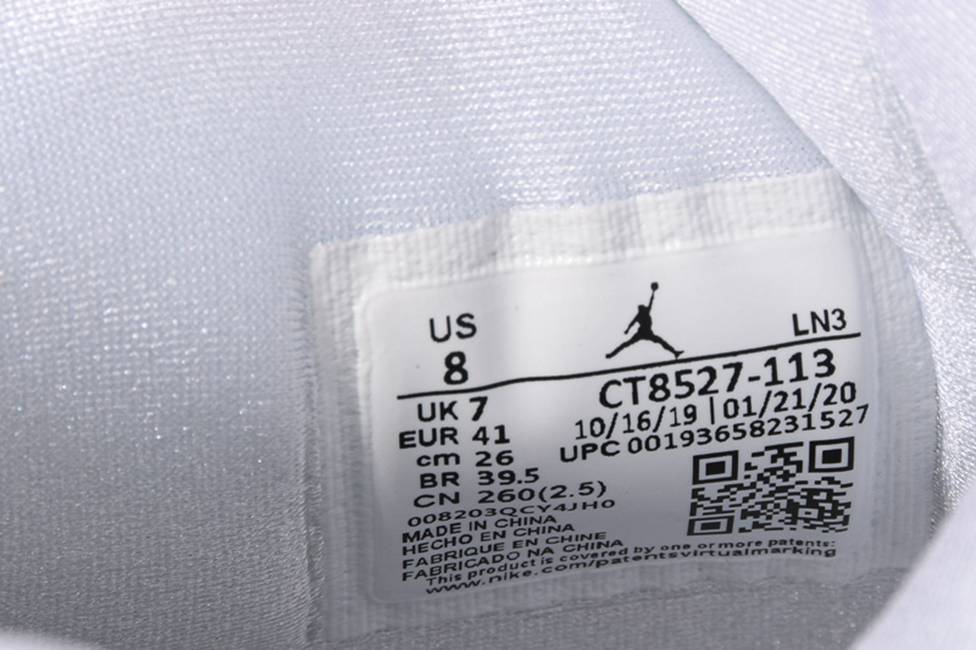 US
8
LN3
CT8527-113
UK 7
10/16/19 | 01/21/20
EUR 41
UPC 00193658231527
cm 26
BR 39.5
CN 260(2.5)
008203QCY4JH0
MADE IN CHINA
HECHO EN CHINA
FABRIQUE EN CHINE
FABRICADO NA CHINA
This product is covered by one or more patents:
www.nike.com/patentsvirtualmarking